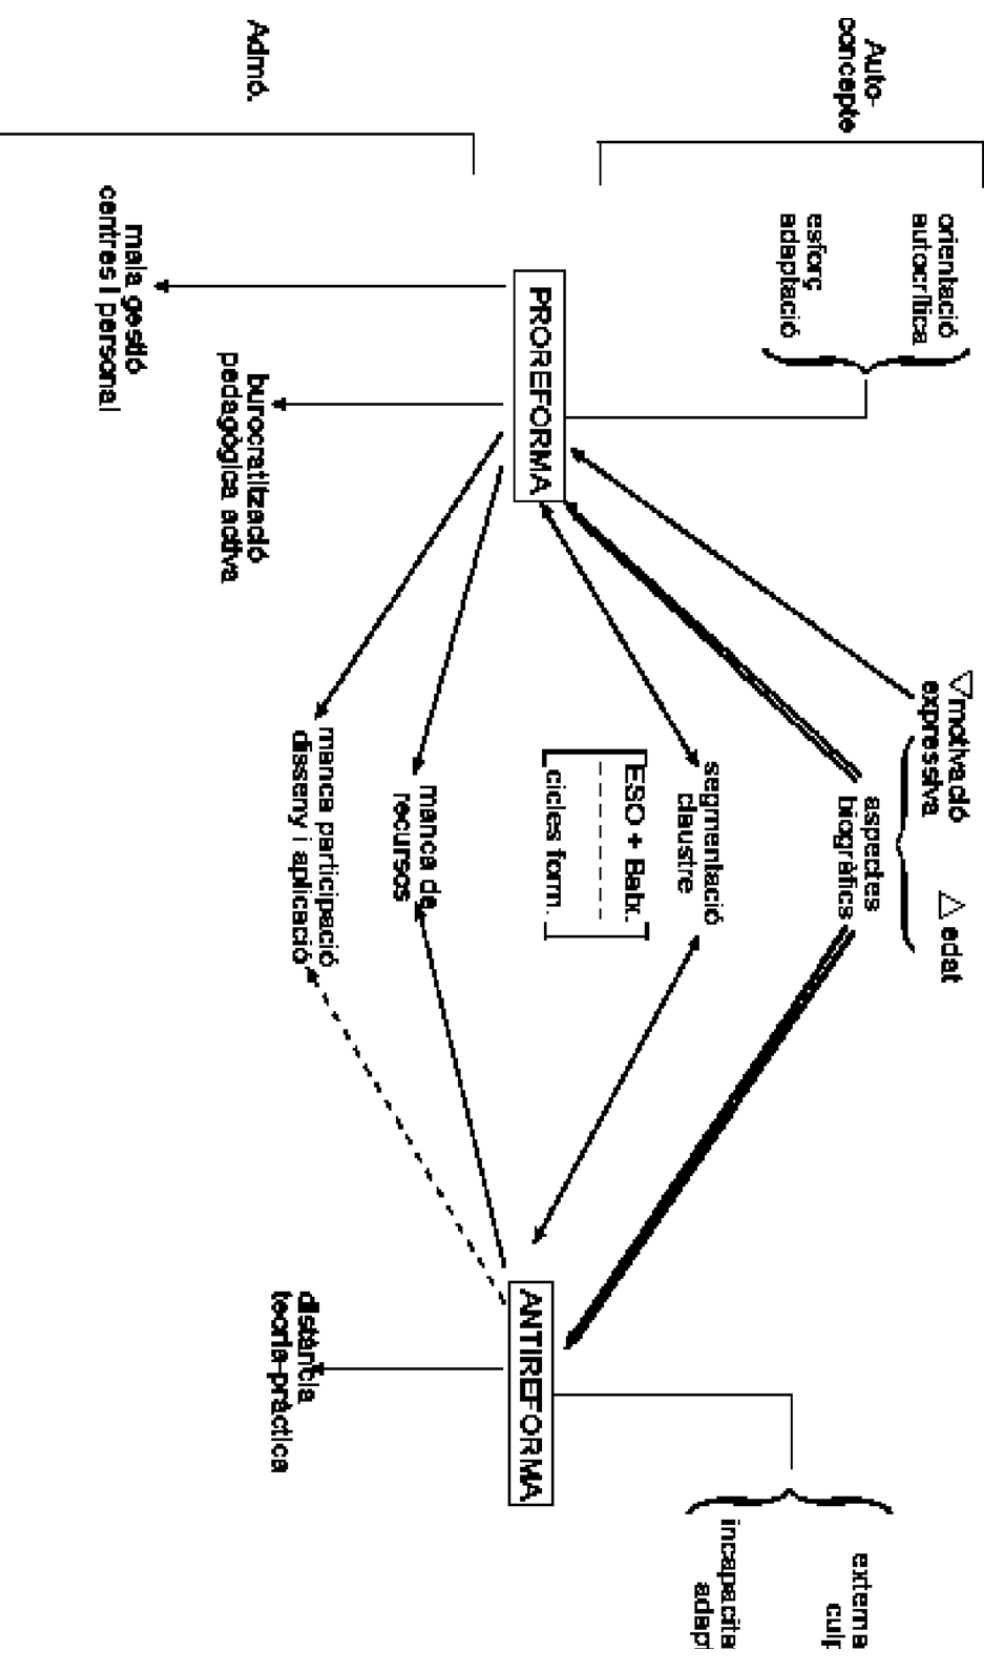 Auto-
concepte
orientació
autocrítica
esforç
adaptació
△motivació
expressiva
△ edat
aspectes
biogràfics
externa
culp
incapacita
adap
segmentació
claustre
ESO + Batx.
cicles form.
PROREFORMA
ANTIREFORMA
manca de
recursos
manca participació
disseny i aplicació
distància
teoria-pràctica
Admó.
burocratització
pedagògica activa
mala gestió
centres i personal